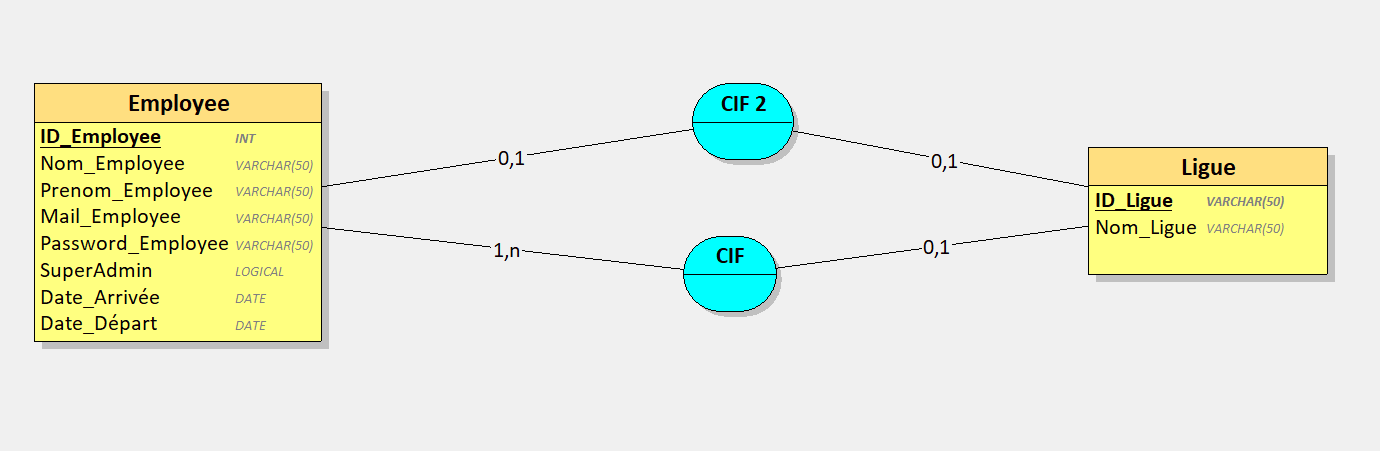 Employee
ID_Employee INT
Nom_Employee VARCHAR(50)
Prenom_Employee VARCHAR(50)
Mail_Employee VARCHAR(50)
Password_Employee VARCHAR(50)
SuperAdmin LOGICAL
Date_Arrivée DATE
Date_Départ DATE
0,1
CIF 2
0,1
1,n
CIF
0,1
Ligue
ID_Ligue VARCHAR(50)
Nom_Ligue VARCHAR(50)